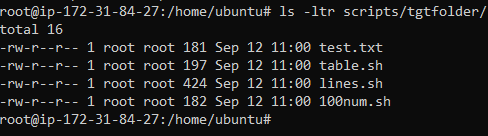 root@ip-172-31-84-27:/home/ubuntu# ls -ltr scripts/tgtfolder/
total 16
-rw-r--r-- 1 root root 181 Sep 12 11:00 test.txt
-rw-r--r-- 1 root root 197 Sep 12 11:00 table.sh
-rw-r--r-- 1 root root 424 Sep 12 11:00 lines.sh
-rw-r--r-- 1 root root 182 Sep 12 11:00 100num.sh
root@ip-172-31-84-27:/home/ubuntu#